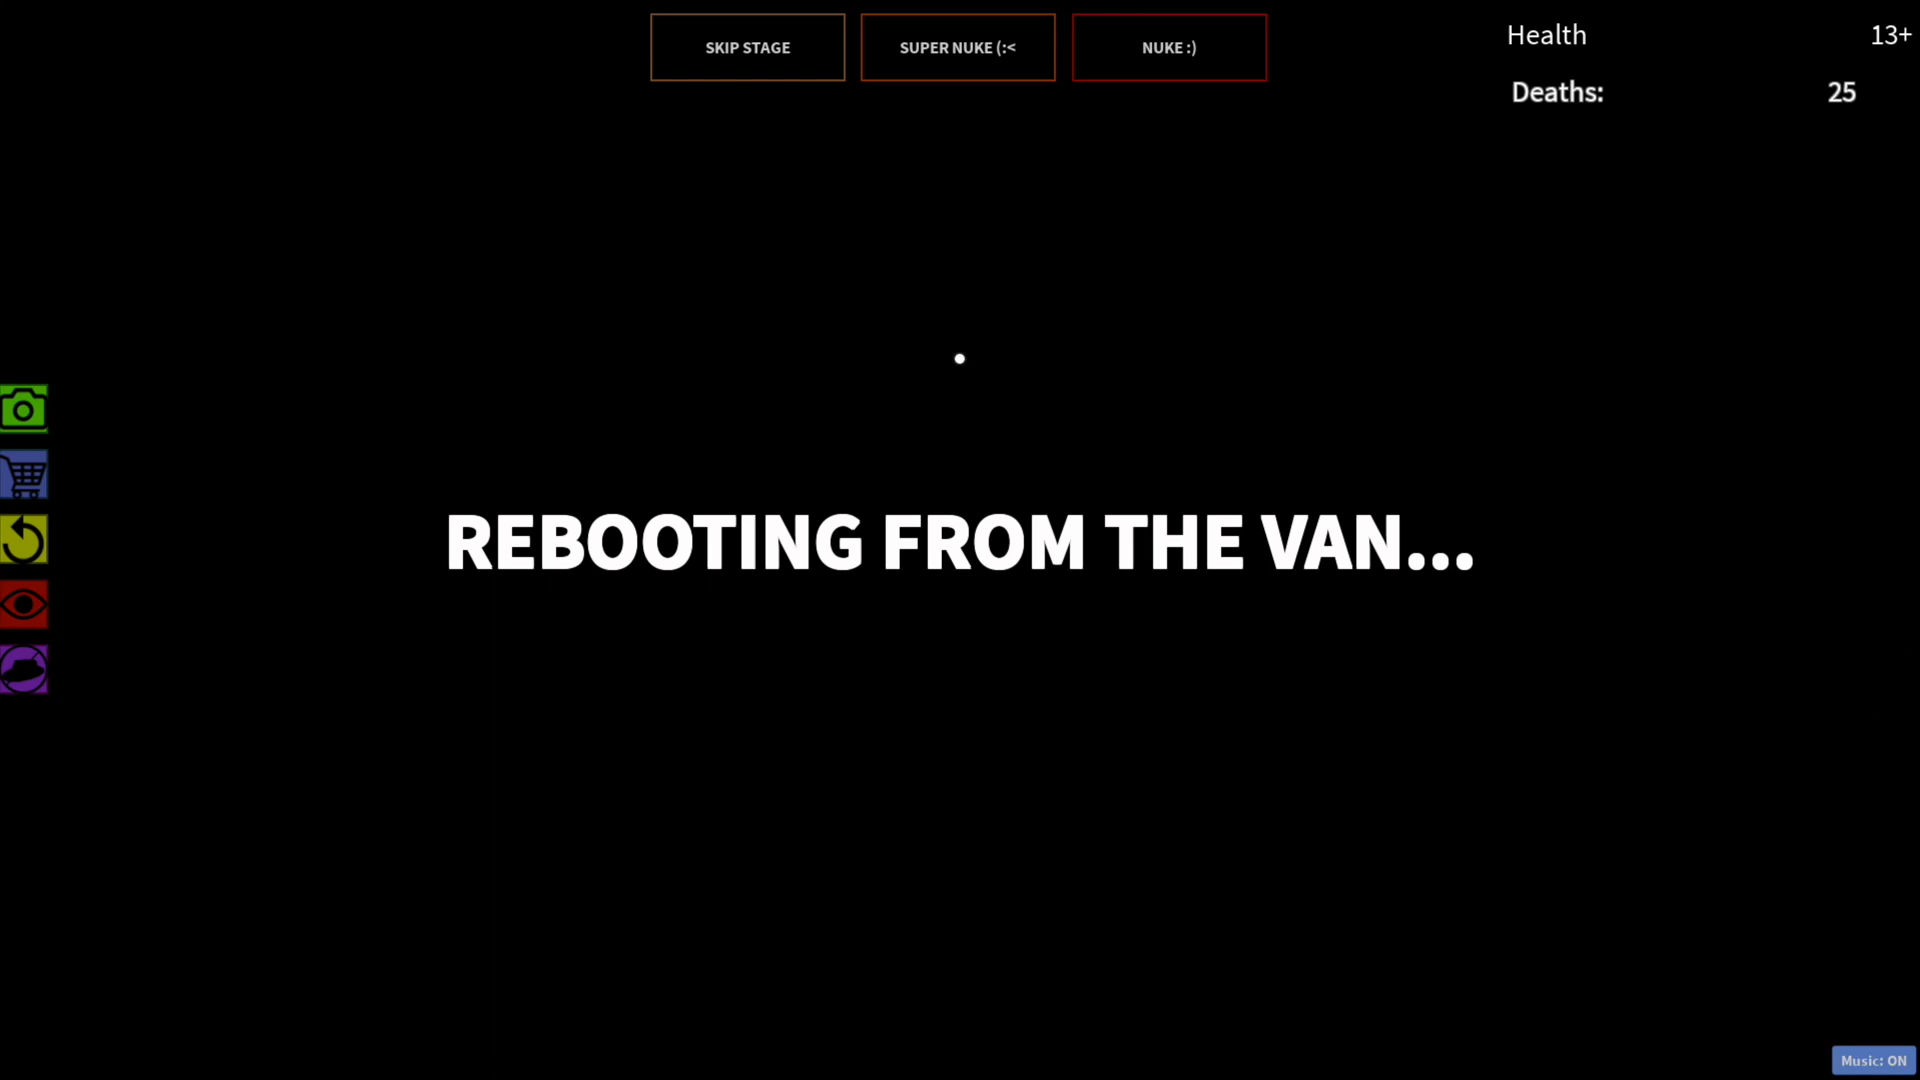 SKIP STAGE
SUPER NUKE (:<
NUKE :)
Health 13+
Deaths: 25
REBOOTING FROM THE VAN...
Music: ON